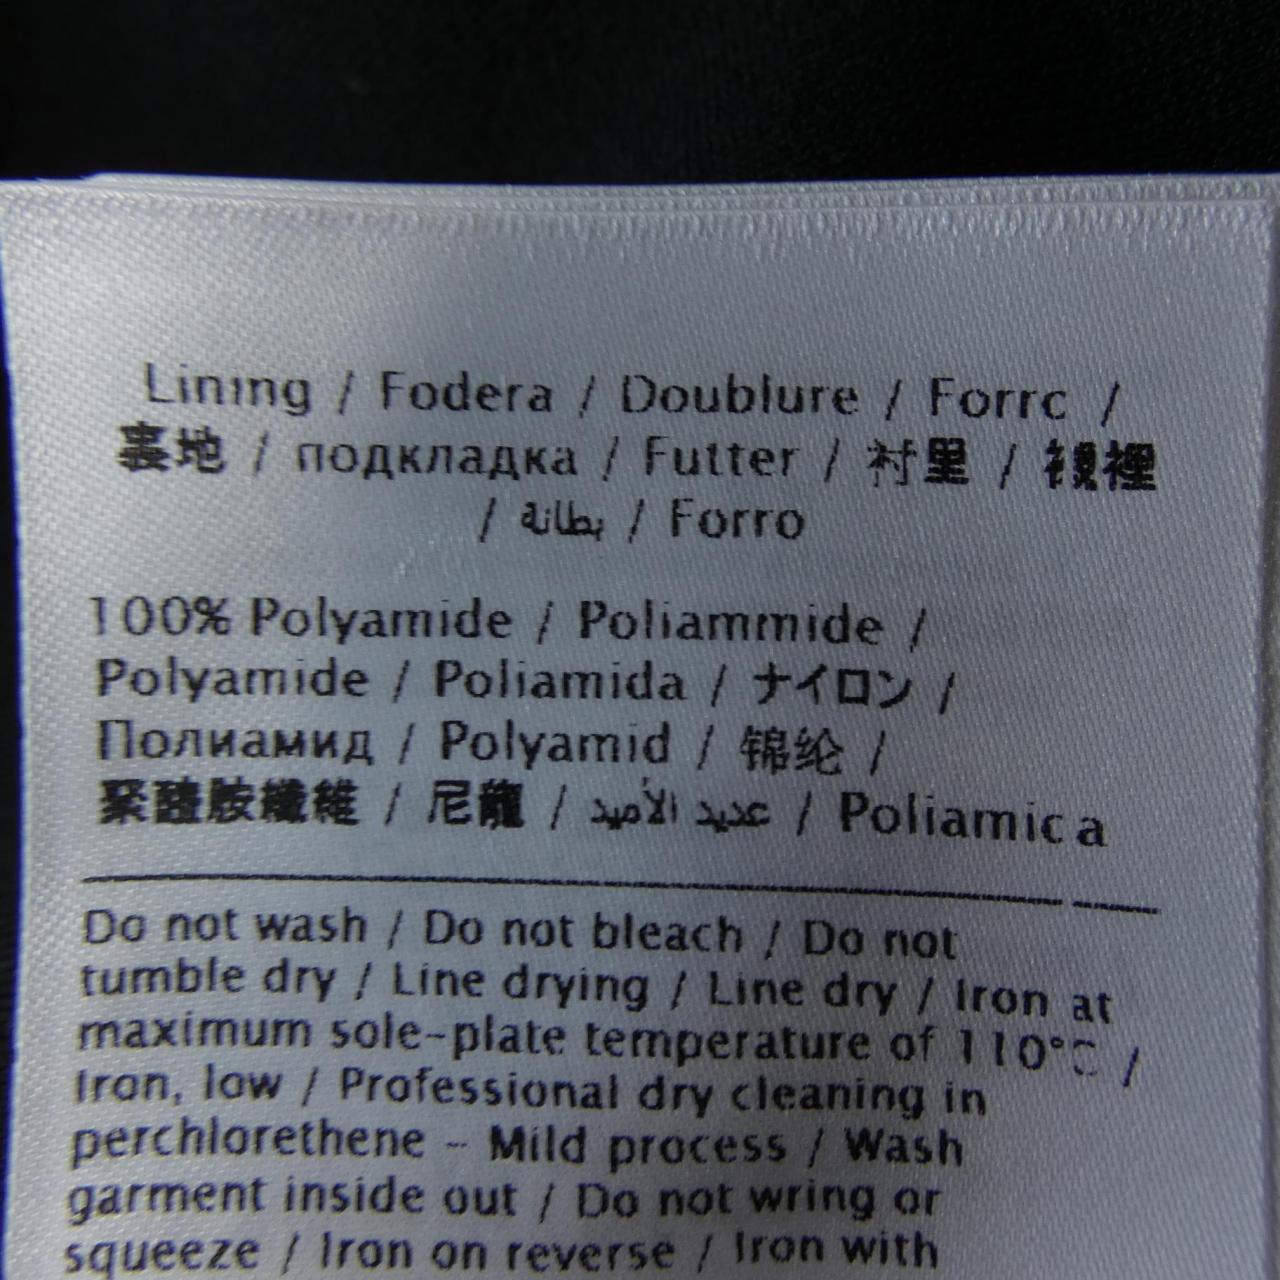 Lining / Fodera / Doublure / Forro /
裏地 / подкладка / Futter / 衬里 / 襯裡
/ بطانة / Forro
100% Polyamide / Poliammide /
Polyamide / Poliamida / ナイロン /
Полиамид / Polyamid / 锦纶 /
聚醯胺纖維 / 尼龍 / عديد الأميد / Poliamida
Do not wash / Do not bleach / Do not
tumble dry / Line drying / Line dry / Iron at
maximum sole-plate temperature of 110°C /
Iron, low / Professional dry cleaning in
perchlorethene - Mild process / Wash
garment inside out / Do not wring or
squeeze / Iron on reverse / Iron with